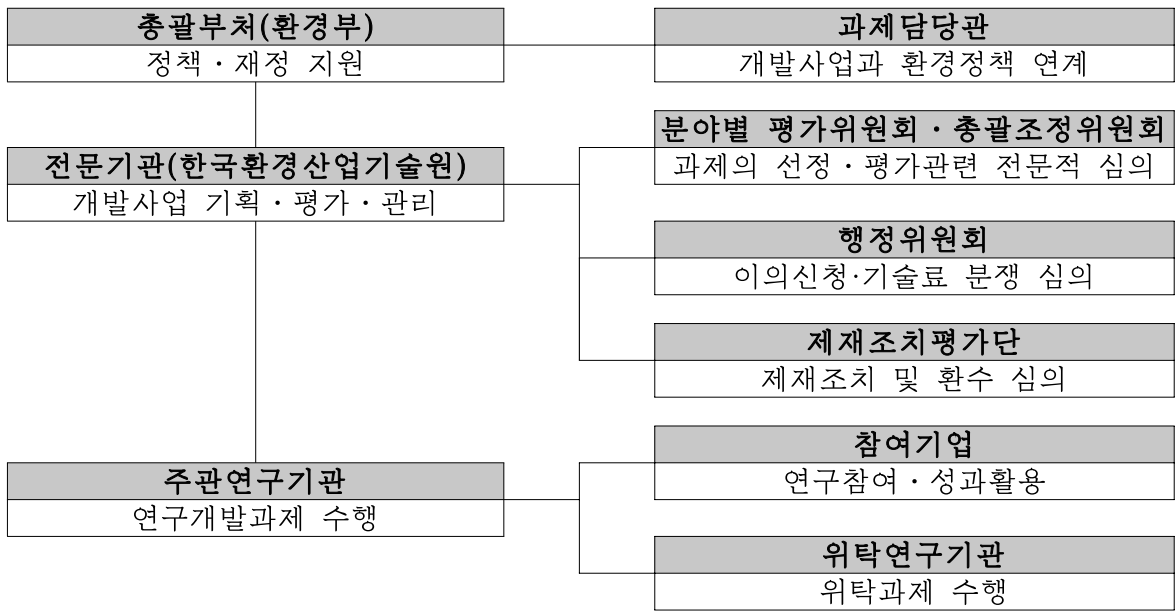 총괄부처(환경부)
정책·재정 지원
과제담당관
개발사업과 환경정책 연계
분야별 평가위원회·총괄조정위원회
과제의 선정·평가관련 전문적 심의
전문기관(한국환경산업기술원)
개발사업 기획·평가·관리
행정위원회
이의신청·기술료 분쟁 심의
제재조치평가단
제재조치 및 환수 심의
참여기업
연구참여·성과활용
주관연구기관
연구개발과제 수행
위탁연구기관
위탁과제 수행